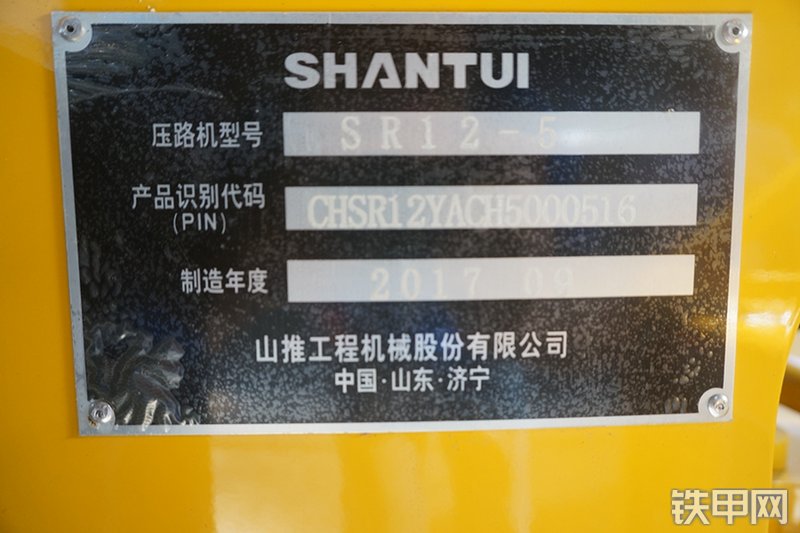 SHANTUI
压路机型号 SR12-5
产品识别代码 CHSR12YACH5000516
(PIN)
制造年度 2017 09
山推工程机械股份有限公司
中国·山东·济宁
铁甲网